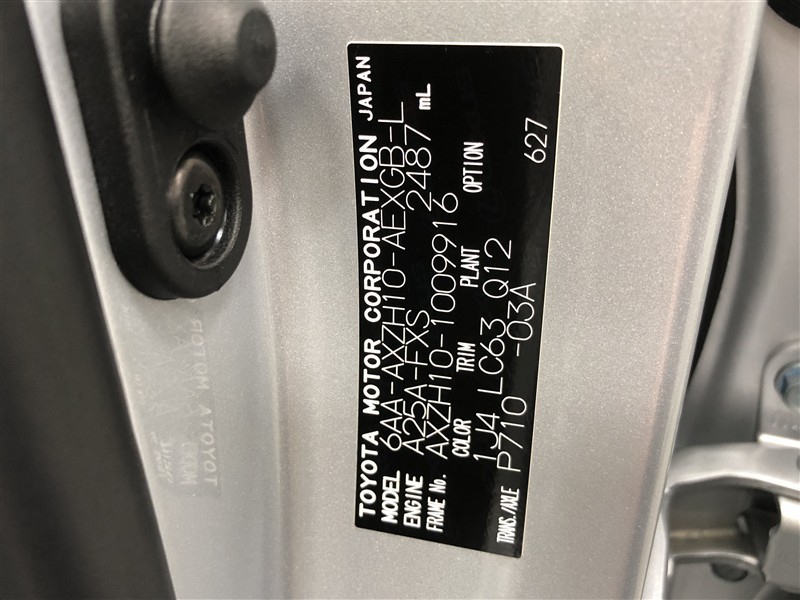 TOYOTA MOTOR CORPORATION JAPAN
MODEL 6AA-AXZH10-AEXGB-L
ENGINE A25A-FXS 2487 mL
FRAME No. AXZH10-1009916
COLOR TRIM PLANT OPTION
1J4 LC63 Q12
TRANS./AXLE P710 -03A 627